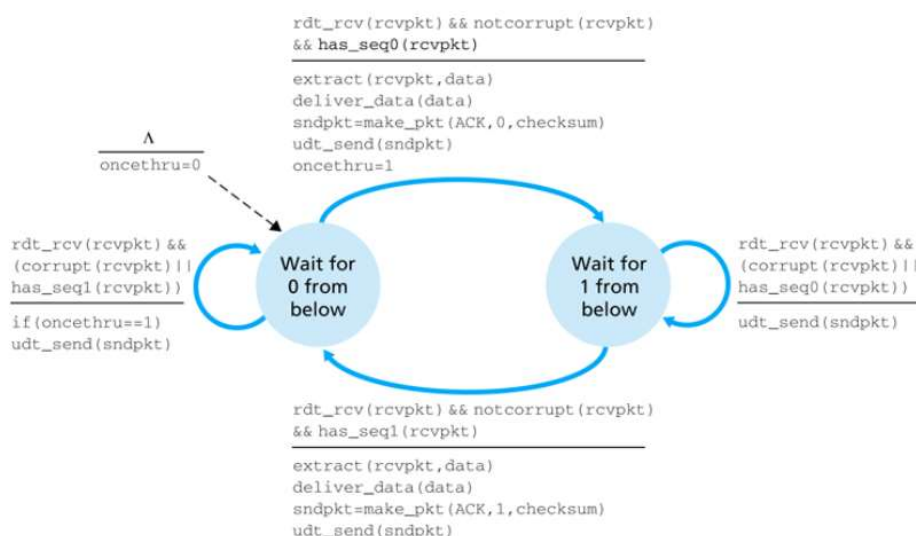 rdt_rcv(rcvpkt) && notcorrupt(rcvpkt)
&& has_seq0(rcvpkt)
extract(rcvpkt,data)
deliver_data(data)
sndpkt=make_pkt(ACK,0,checksum)
udt_send(sndpkt)
oncethru=1
Λ
oncethru=0
rdt_rcv(rcvpkt) &&
(corrupt(rcvpkt)||
has_seq1(rcvpkt))
if(oncethru==1)
udt_send(sndpkt)
Wait for
0 from
below
Wait for
1 from
below
rdt_rcv(rcvpkt) &&
(corrupt(rcvpkt)||
has_seq0(rcvpkt))
udt_send(sndpkt)
rdt_rcv(rcvpkt) && notcorrupt(rcvpkt)
&& has_seq1(rcvpkt)
extract(rcvpkt,data)
deliver_data(data)
sndpkt=make_pkt(ACK,1,checksum)
udt_send(sndpkt)